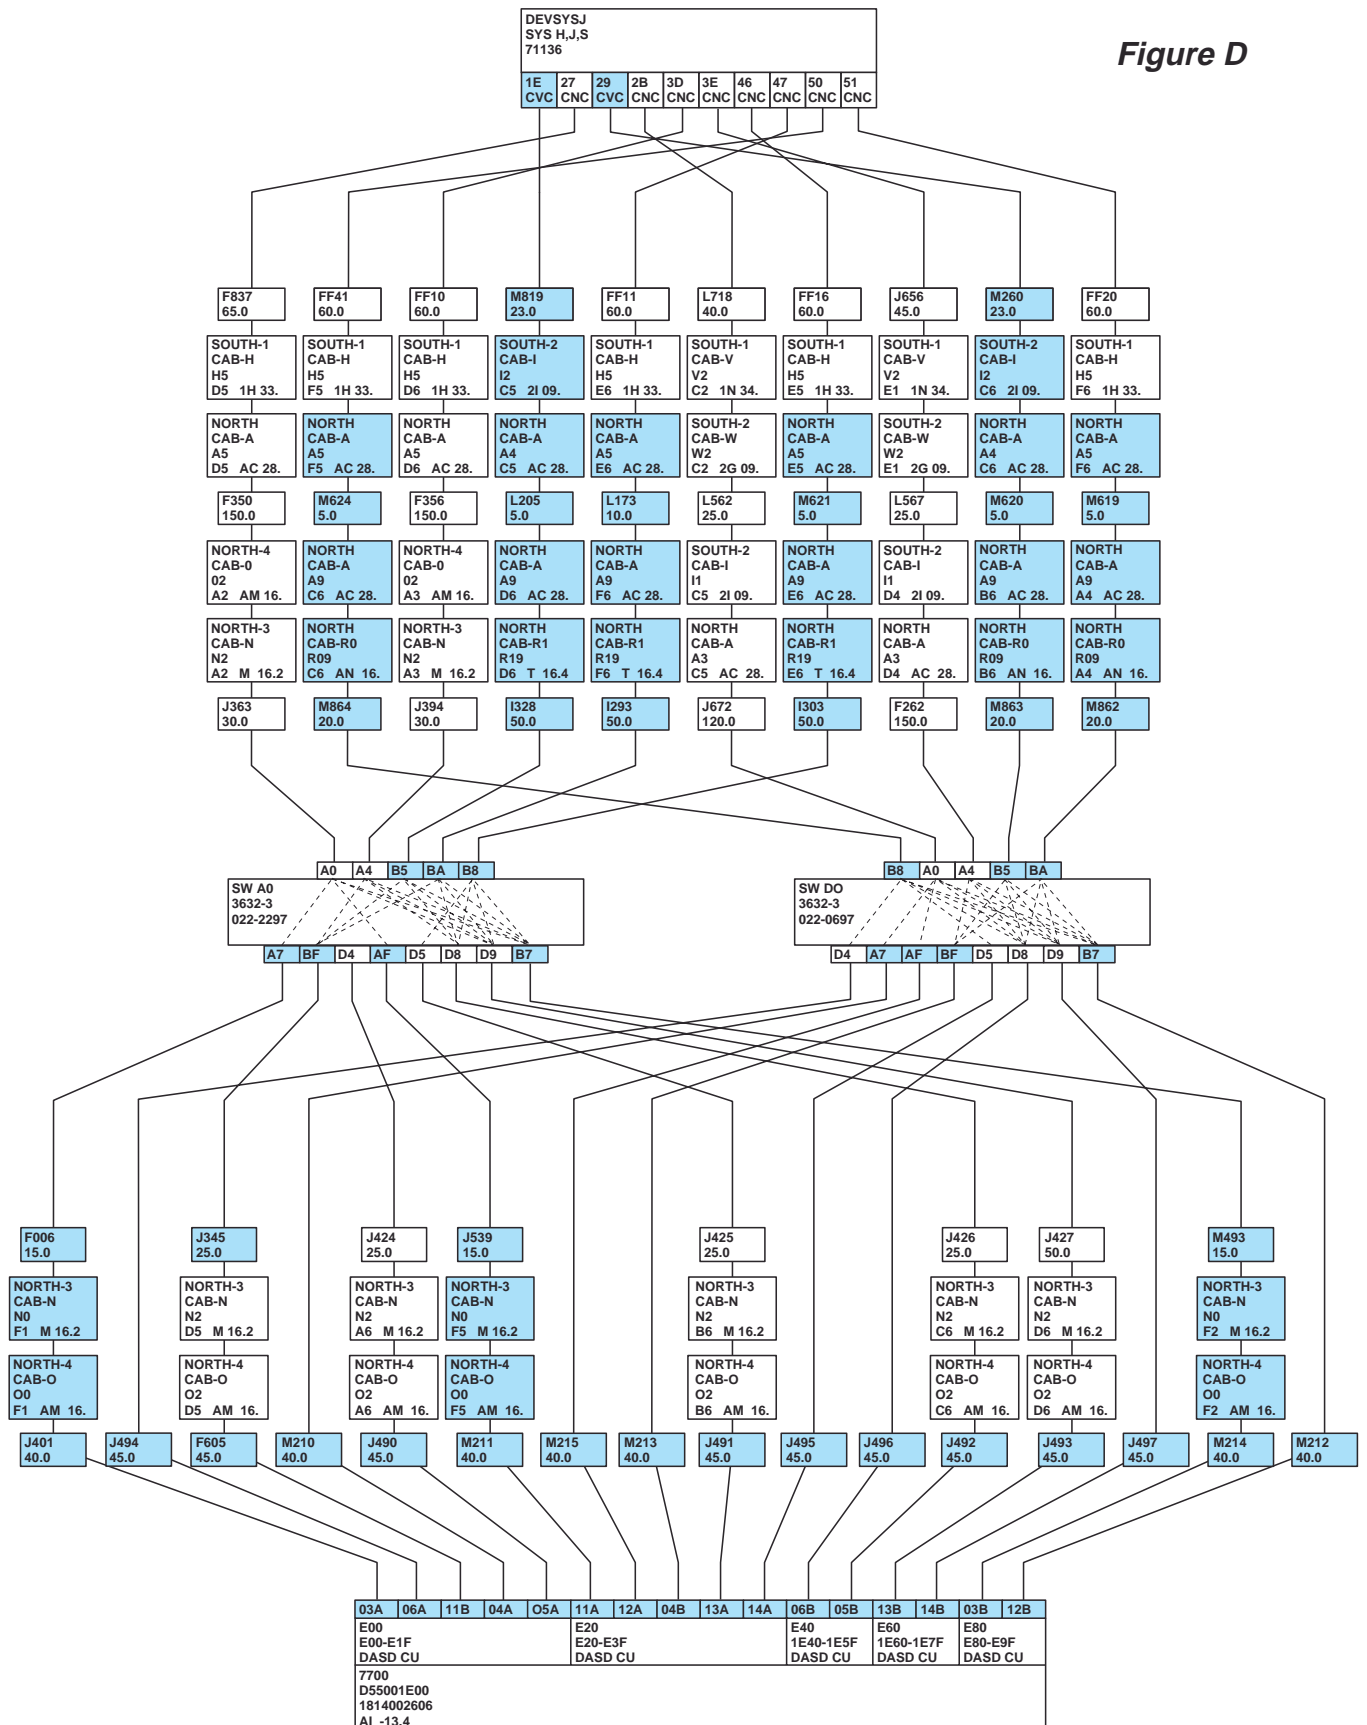 DEVSYSJ
SYS H,J,S
71136
Figure D
1E 27 29 2B 3D 3E 46 47 50 51
CVC CNC CVC CNC CNC CNC CNC CNC CNC CNC
F837 FF41 FF10 M819 FF11 L718 FF16 J656 M260 FF20
65.0 60.0 60.0 23.0 60.0 40.0 60.0 45.0 23.0 60.0
SOUTH-1 SOUTH-1 SOUTH-1 SOUTH-2 SOUTH-1 SOUTH-1 SOUTH-1 SOUTH-1 SOUTH-2 SOUTH-1
CAB-H CAB-H CAB-H CAB-I CAB-H CAB-V CAB-H CAB-V CAB-I CAB-H
H5 H5 H5 I2 H5 V2 H5 V2 I2 H5
D5 1H 33. F5 1H 33. D6 1H 33. C5 2I 09. E6 1H 33. C2 1N 34. E5 1H 33. E1 1N 34. C6 2I 09. F6 1H 33.
NORTH NORTH NORTH NORTH NORTH SOUTH-2 NORTH SOUTH-2 NORTH NORTH
CAB-A CAB-A CAB-A CAB-A CAB-A CAB-W CAB-A CAB-W CAB-A CAB-A
A5 A5 A5 A4 A5 W2 A5 W2 A4 A5
D5 AC 28. F5 AC 28. D6 AC 28. C5 AC 28. E6 AC 28. C2 2G 09. E5 AC 28. E1 2G 09. C6 AC 28. F6 AC 28.
F350 M624 F356 L205 L173 L562 M621 L567 M620 M619
150.0 5.0 150.0 5.0 10.0 25.0 5.0 25.0 5.0 5.0
NORTH-4 NORTH NORTH-4 NORTH NORTH SOUTH-2 NORTH SOUTH-2 NORTH NORTH
CAB-0 CAB-A CAB-0 CAB-A CAB-A CAB-I CAB-A CAB-I CAB-A CAB-A
02 A9 02 A9 A9 I1 A9 I1 A9 A9
A2 AM 16. C6 AC 28. A3 AM 16. D6 AC 28. F6 AC 28. C5 2I 09. E6 AC 28. D4 2I 09. B6 AC 28. A4 AC 28.
NORTH-3 NORTH NORTH-3 NORTH NORTH NORTH NORTH NORTH NORTH NORTH
CAB-N CAB-R0 CAB-N CAB-R1 CAB-R1 CAB-A CAB-R1 CAB-A CAB-R0 CAB-R0
N2 R09 N2 R19 R19 A3 R19 A3 R09 R09
A2 M 16.2 C6 AN 16. A3 M 16.2 D6 T 16.4 F6 T 16.4 C5 AC 28. E6 T 16.4 D4 AC 28. B6 AN 16. A4 AN 16.
J363 M864 J394 I328 I293 J672 I303 F262 M863 M862
30.0 20.0 30.0 50.0 50.0 120.0 50.0 150.0 20.0 20.0
A0 A4 B5 BA B8 B8 A0 A4 B5 BA
SW A0 SW DO
3632-3 3632-3
022-2297 022-0697
A7 BF D4 AF D5 D8 D9 B7 D4 A7 AF BF D5 D8 D9 B7
F006 J345 J424 J539 J425 J426 J427 M493
15.0 25.0 25.0 15.0 25.0 25.0 50.0 15.0
NORTH-3 NORTH-3 NORTH-3 NORTH-3 NORTH-3 NORTH-3 NORTH-3 NORTH-3
CAB-N CAB-N CAB-N CAB-N CAB-N CAB-N CAB-N CAB-N
N0 N2 N2 N0 N2 N2 N2 N0
F1 M 16.2 D5 M 16.2 A6 M 16.2 F5 M 16.2 B6 M 16.2 C6 M 16.2 D6 M 16.2 F2 M 16.2
NORTH-4 NORTH-4 NORTH-4 NORTH-4 NORTH-4 NORTH-4 NORTH-4 NORTH-4
CAB-O CAB-O CAB-O CAB-O CAB-O CAB-O CAB-O CAB-O
O0 O2 O2 O0 O2 O2 O2 O0
F1 AM 16. D5 AM 16. A6 AM 16. F5 AM 16. B6 AM 16. C6 AM 16. D6 AM 16. F2 AM 16.
J401 J494 F605 M210 J490 M211 M215 M213 J491 J495 J496 J492 J493 J497 M214 M212
40.0 45.0 45.0 40.0 45.0 40.0 40.0 40.0 45.0 45.0 45.0 45.0 45.0 45.0 40.0 40.0
03A 06A 11B 04A O5A 11A 12A 04B 13A 14A 06B 05B 13B 14B 03B 12B
E00 E20 E40 E60 E80
E00-E1F E20-E3F 1E40-1E5F 1E60-1E7F E80-E9F
DASD CU DASD CU DASD CU DASD CU DASD CU
7700
D55001E00
1814002606
AL -13.4